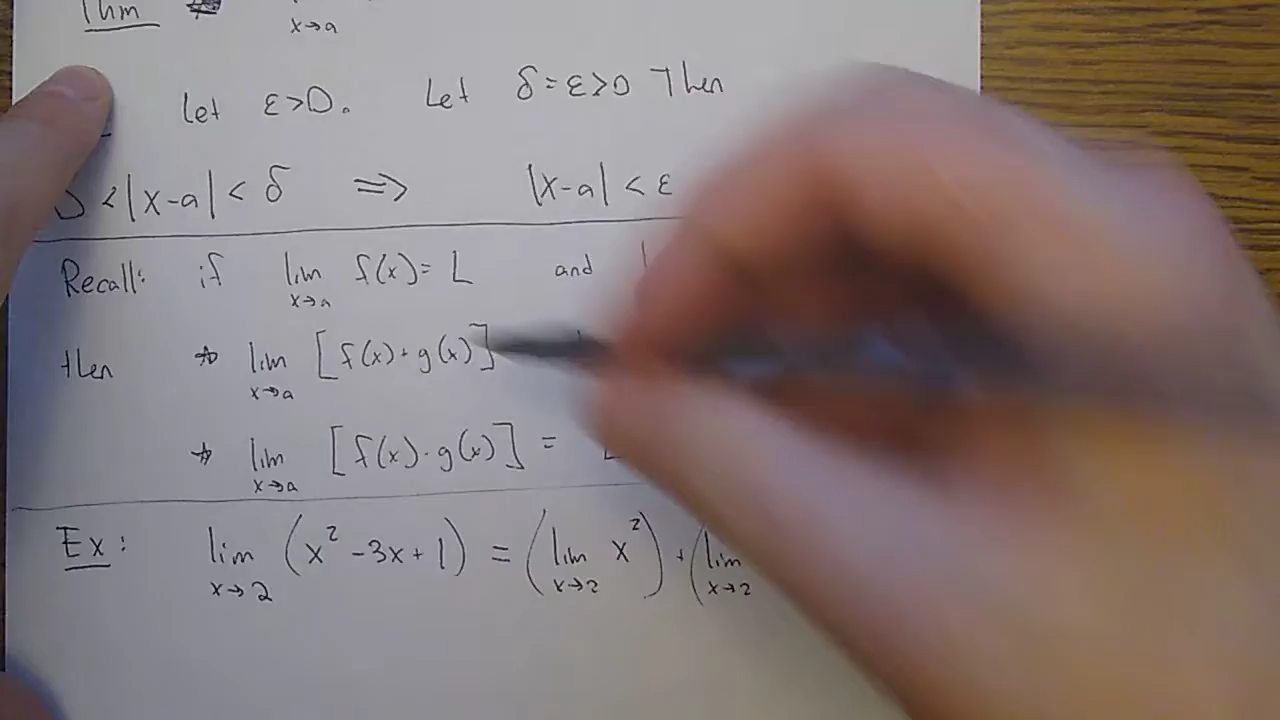 Thm
x→a
Let ε>0. Let δ=ε>0 Then
0<|x-a|<δ ⇒ |x-a|<ε
Recall: if lim x→a f(x)=L and
then * lim x→a [f(x)+g(x)]
* lim x→a [f(x)·g(x)] =
Ex: lim x→2 (x²-3x+1) = (lim x→2 x²) + (lim x→2